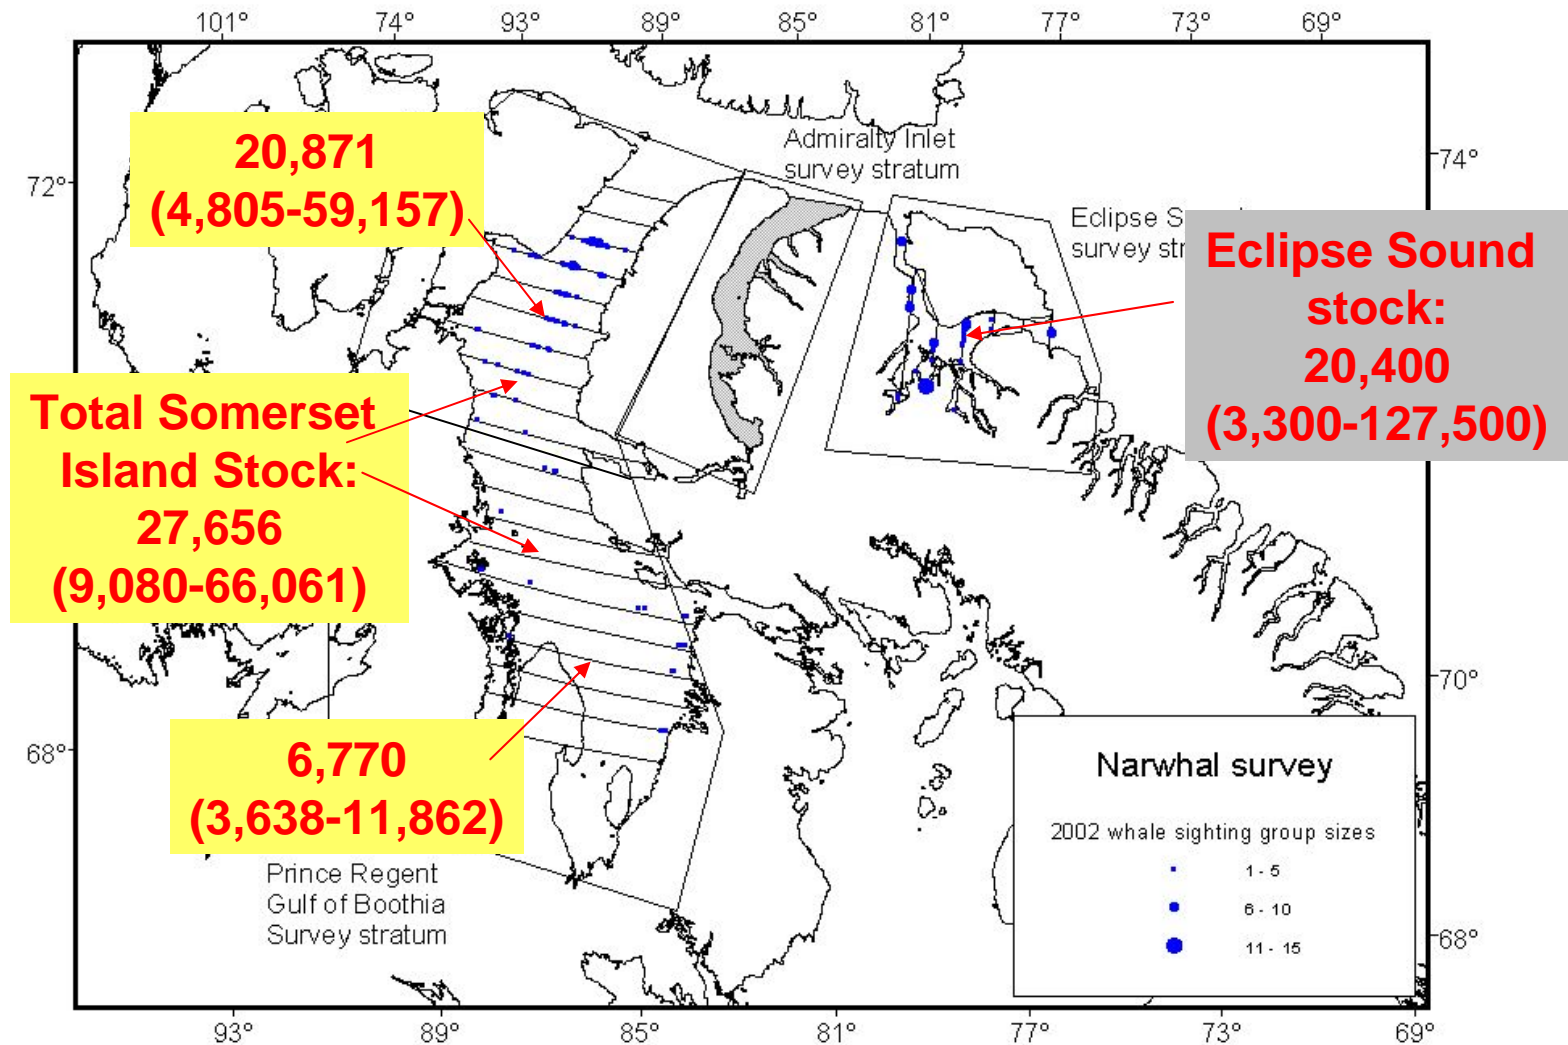 101° 74° 93° 89° 85° 81° 77° 73° 69°
72°
74°
20,871
(4,805-59,157)
Admiralty Inlet
survey stratum
Eclipse S
survey str
Eclipse Sound
stock:
20,400
(3,300-127,500)
Total Somerset
Island Stock:
27,656
(9,080-66,061)
70°
68°
6,770
(3,638-11,862)
Prince Regent
Gulf of Boothia
Survey stratum
Narwhal survey
2002 whale sighting group sizes
1 - 5
6 - 10
11 - 15
68°
93° 89° 85° 81° 77° 73° 69°